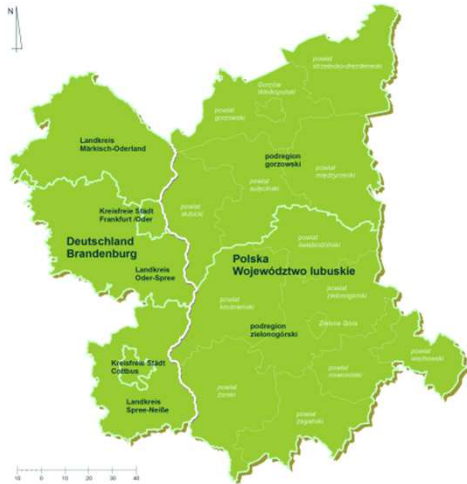 N
powiat
strzelecko-drezdenecki
Gorzów
Wielkopolski
powiat
gorzowski
Landkreis
Märkisch-Oderland
podregion
gorzowski
powiat
międzyrzecki
powiat
sulęciński
Kreisfreie Städt
Frankfurt /Oder
powiat
słubicki
Deutschland
Brandenburg
powiat
świebodziński
Polska
Województwo lubuskie
Landkreis
Oder-Spree
powiat
zielonogórski
powiat
krośnieński
podregion
zielonogórski
Zielona Góra
powiat
wschowski
Kreisfreie Städt
Cottbus
powiat
nowosolski
powiat
żarski
Landkreis
Spree-Neiße
powiat
żagański
10 0 10 20 30 40